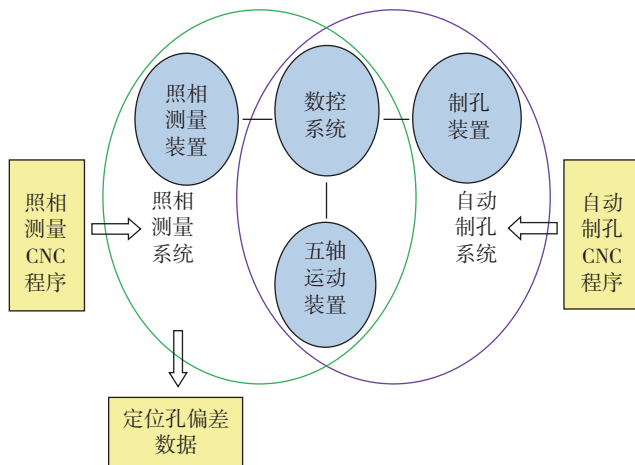 照相
测量
装置
数控
系统
制孔
装置
照相
测量
CNC
程序
照相
测量
系统
五轴
运动
装置
自动
制孔
系统
自动
制孔
CNC
程序
定位孔偏差
数据